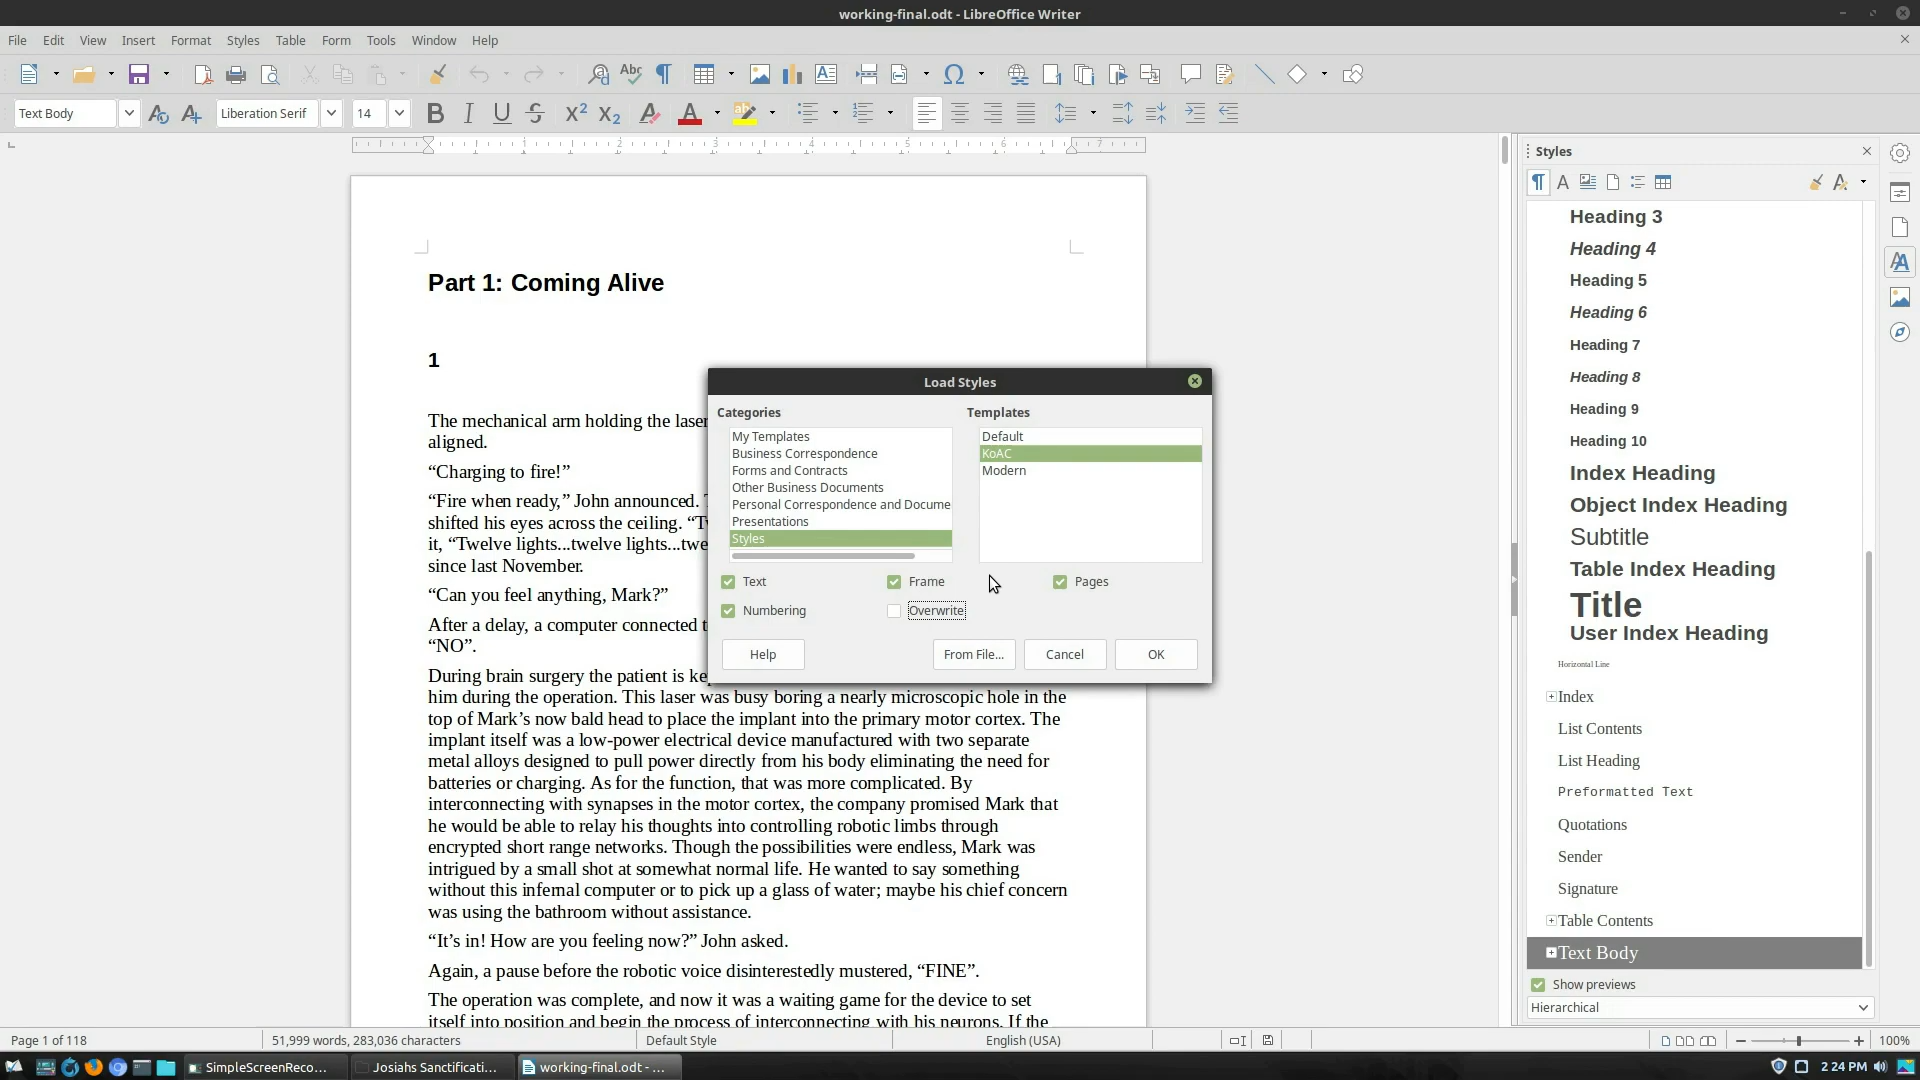 working-final.odt - LibreOffice Writer
File Edit View Insert Format Styles Table Form Tools Window Help
Text Body
Liberation Serif
14
Part 1: Coming Alive
1
The mechanical arm holding the laser
aligned.
“Charging to fire!”
“Fire when ready,” John announced.
shifted his eyes across the ceiling.
it, “Twelve lights...twelve lights...twe
since last November.
“Can you feel anything, Mark?”
After a delay, a computer connected t
“NO”.
During brain surgery the patient is ke
him during the operation. This laser was busy boring a nearly microscopic hole in the
top of Mark’s now bald head to place the implant into the primary motor cortex. The
implant itself was a low-power electrical device manufactured with two separate
metal alloys designed to pull power directly from his body eliminating the need for
batteries or charging. As for the function, that was more complicated. By
interconnecting with synapses in the motor cortex, the company promised Mark that
he would be able to relay his thoughts into controlling robotic limbs through
encrypted short range networks. Though the possibilities were endless, Mark was
intrigued by a small shot at somewhat normal life. He wanted to say something
without this infernal computer or to pick up a glass of water; maybe his chief concern
was using the bathroom without assistance.
“It’s in! How are you feeling now?” John asked.
Again, a pause before the robotic voice disinterestedly mustered, “FINE”.
The operation was complete, and now it was a waiting game for the device to set
itself into position and begin the process of interconnecting with his neurons. If the
Load Styles
Categories
My Templates
Business Correspondence
Forms and Contracts
Other Business Documents
Personal Correspondence and Docume
Presentations
Styles
Templates
Default
KoAC
Modern
Text Frame Pages
Numbering Overwrite
Help From File... Cancel OK
Styles
Heading 3
Heading 4
Heading 5
Heading 6
Heading 7
Heading 8
Heading 9
Heading 10
Index Heading
Object Index Heading
Subtitle
Table Index Heading
Title
User Index Heading
Horizontal Line
Index
List Contents
List Heading
Preformatted Text
Quotations
Sender
Signature
Table Contents
Text Body
Show previews
Hierarchical
Page 1 of 118 51,999 words, 283,036 characters Default Style English (USA) 100%
SimpleScreenReco... Josiahs Sanctificati... working-final.odt - ... 2:24 PM